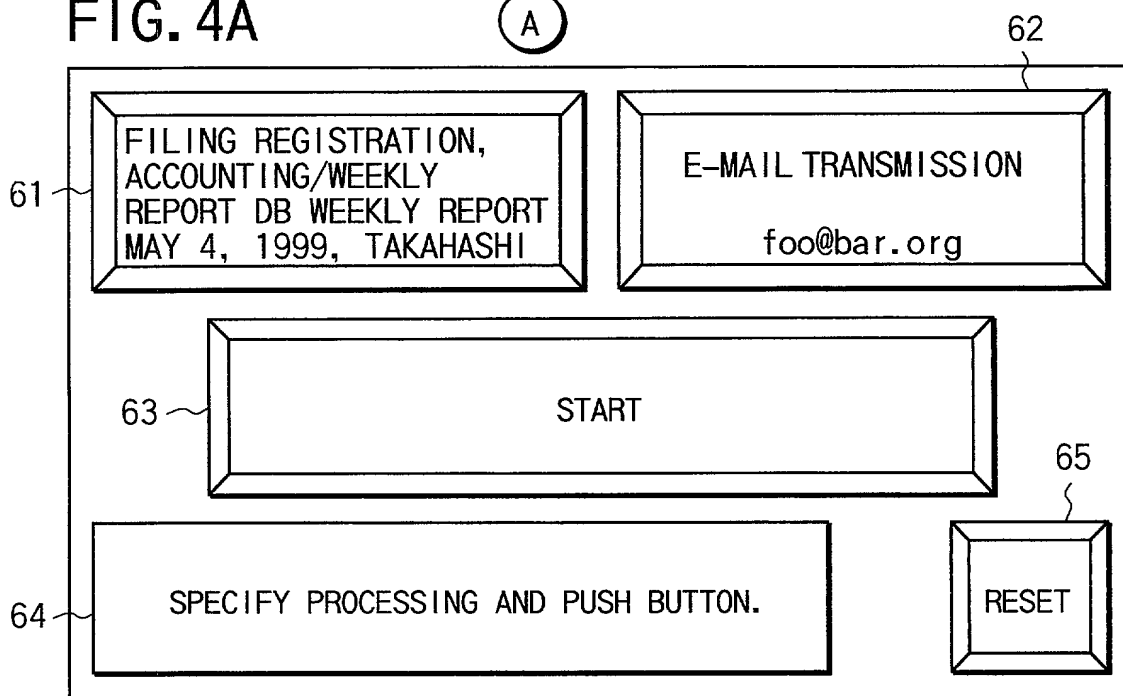 FIG. 4A
A
62
61
FILING REGISTRATION,
ACCOUNTING/WEEKLY
REPORT DB WEEKLY REPORT
MAY 4, 1999, TAKAHASHI
E-MAIL TRANSMISSION
foo@bar.org
63
START
65
64
SPECIFY PROCESSING AND PUSH BUTTON.
RESET